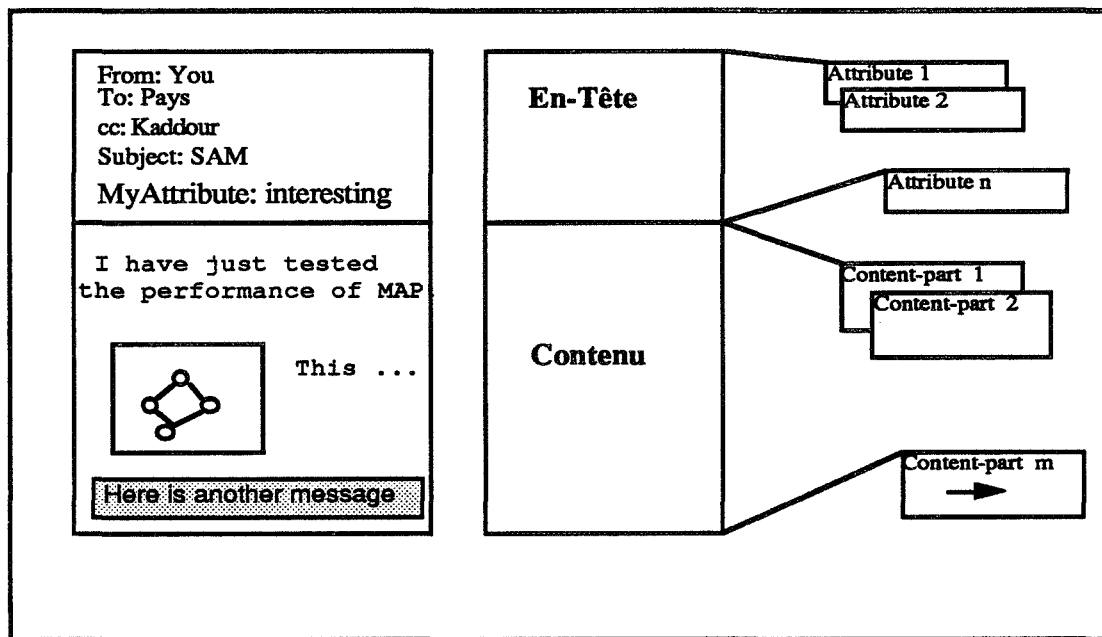 From: You
To: Pays
cc: Kaddour
Subject: SAM
MyAttribute: interesting
I have just tested
the performance of MAP
This ...
Here is another message
En-Tête
Contenu
Attribute 1
Attribute 2
Attribute n
Content-part 1
Content-part 2
Content-part m